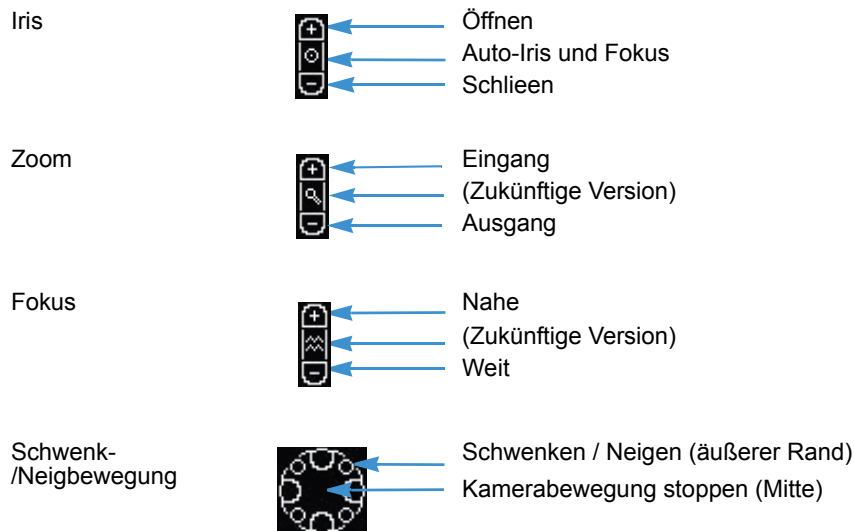 Iris
Öffnen
Auto-Iris und Fokus
Schlieen
Zoom
Eingang
(Zukünftige Version)
Ausgang
Fokus
Nahe
(Zukünftige Version)
Weit
Schwenk-
/Neigbewegung
Schwenken / Neigen (äußerer Rand)
Kamerabewegung stoppen (Mitte)